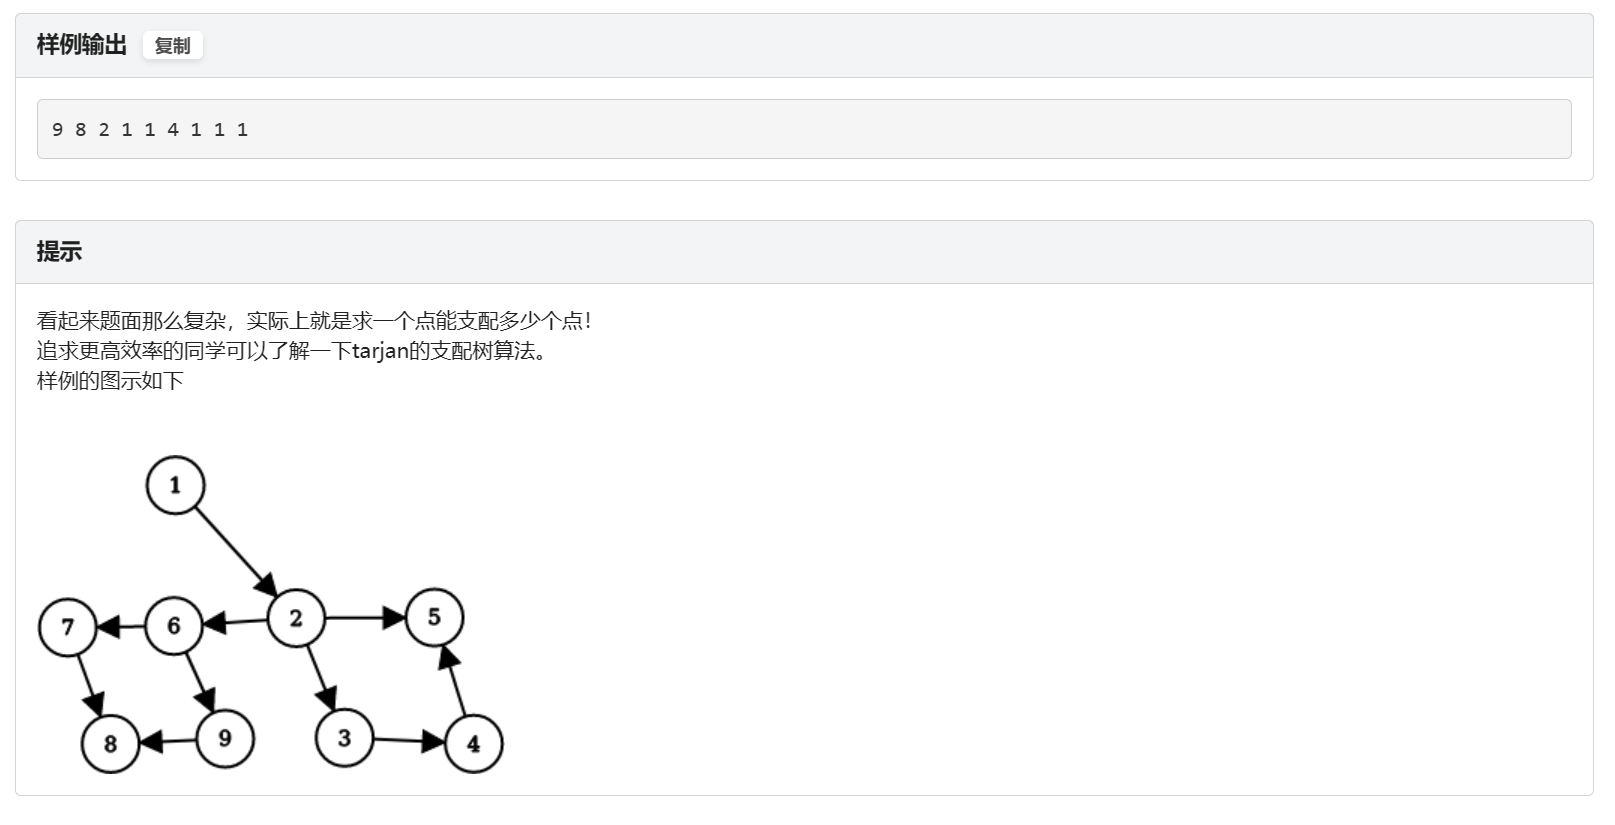 样例输出 复制
9 8 2 1 1 4 1 1 1
提示
看起来题面那么复杂，实际上就是求一个点能支配多少个点！
追求更高效率的同学可以了解一下tarjan的支配树算法。
样例的图示如下
1
7 6 2 5
8 9 3 4